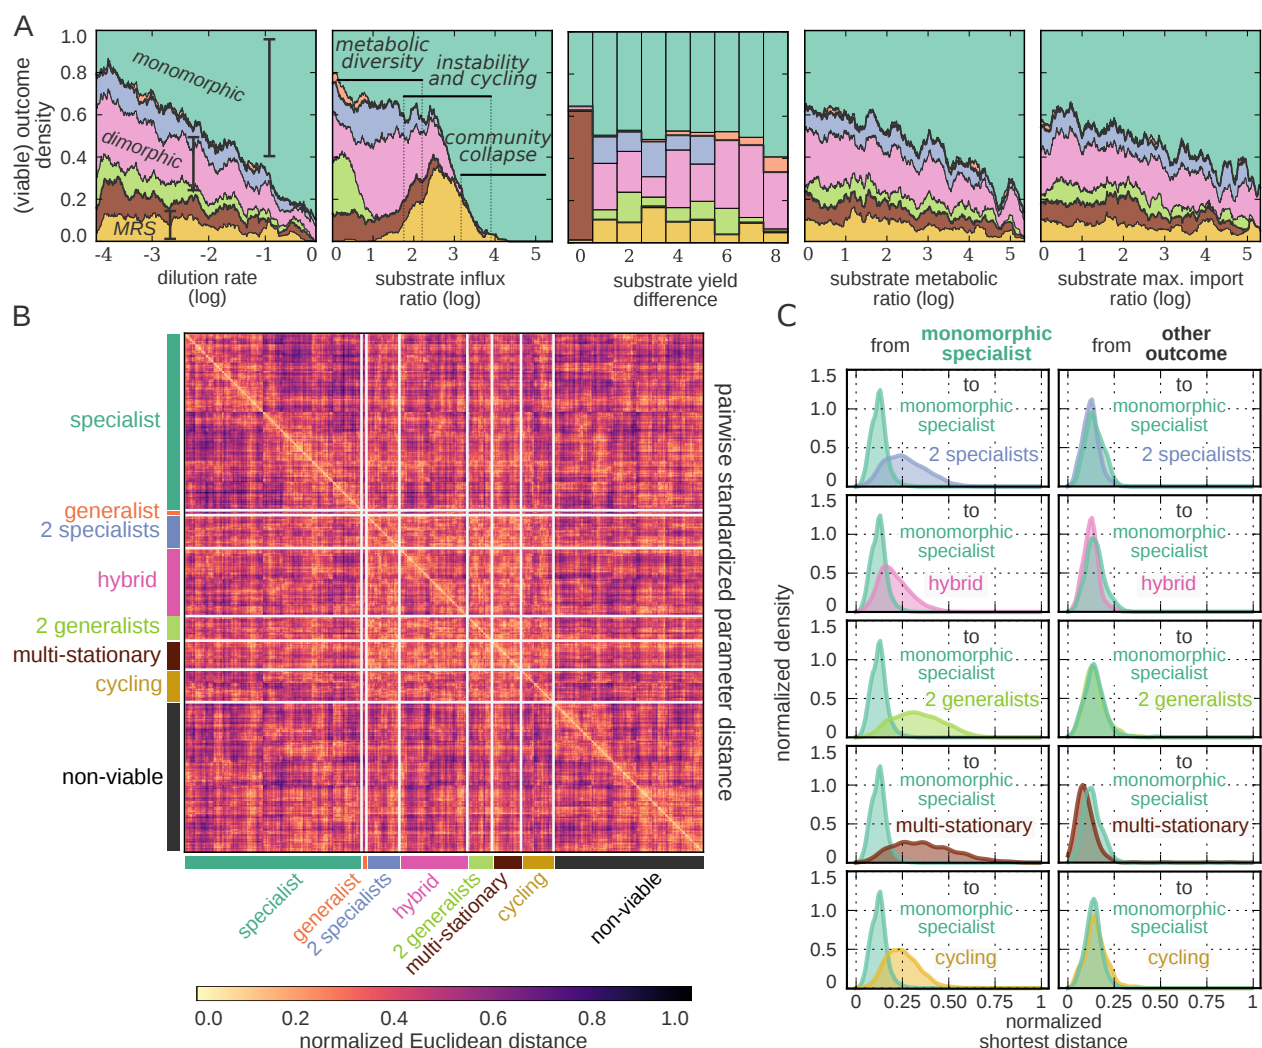 A
(viable) outcome
density
1.0
0.8
0.6
0.4
0.2
0.0
monomorphic
dimorphic
MRS
-4
-3
-2
-1
0
dilution rate
(log)
metabolic
diversity
instability
and cycling
community
collapse
0
1
2
3
4
5
substrate influx
ratio (log)
0
2
4
6
8
substrate yield
difference
0
1
2
3
4
5
substrate metabolic
ratio (log)
0
1
2
3
4
5
substrate max. import
ratio (log)
B
specialist
generalist
2 specialists
hybrid
2 generalists
multi-stationary
cycling
non-viable
pairwise standardized parameter distance
specialist
generalist
2 specialists
hybrid
2 generalists
multi-stationary
cycling
non-viable
0.0
0.2
0.4
0.6
0.8
1.0
normalized Euclidean distance
C
from
monomorphic
specialist
from
other
outcome
normalized density
1.5
1.0
0.5
0
to
monomorphic
specialist
2 specialists
to
monomorphic
specialist
2 specialists
1.5
1.0
0.5
0
to
monomorphic
specialist
hybrid
to
monomorphic
specialist
hybrid
1.5
1.0
0.5
0
to
monomorphic
specialist
2 generalists
to
monomorphic
specialist
2 generalists
1.5
1.0
0.5
0
to
monomorphic
specialist
multi-stationary
to
monomorphic
specialist
multi-stationary
1.5
1.0
0.5
0
to
monomorphic
specialist
cycling
to
monomorphic
specialist
cycling
0
0.25
0.50
0.75
1
0
0.25
0.50
0.75
1
normalized
shortest distance